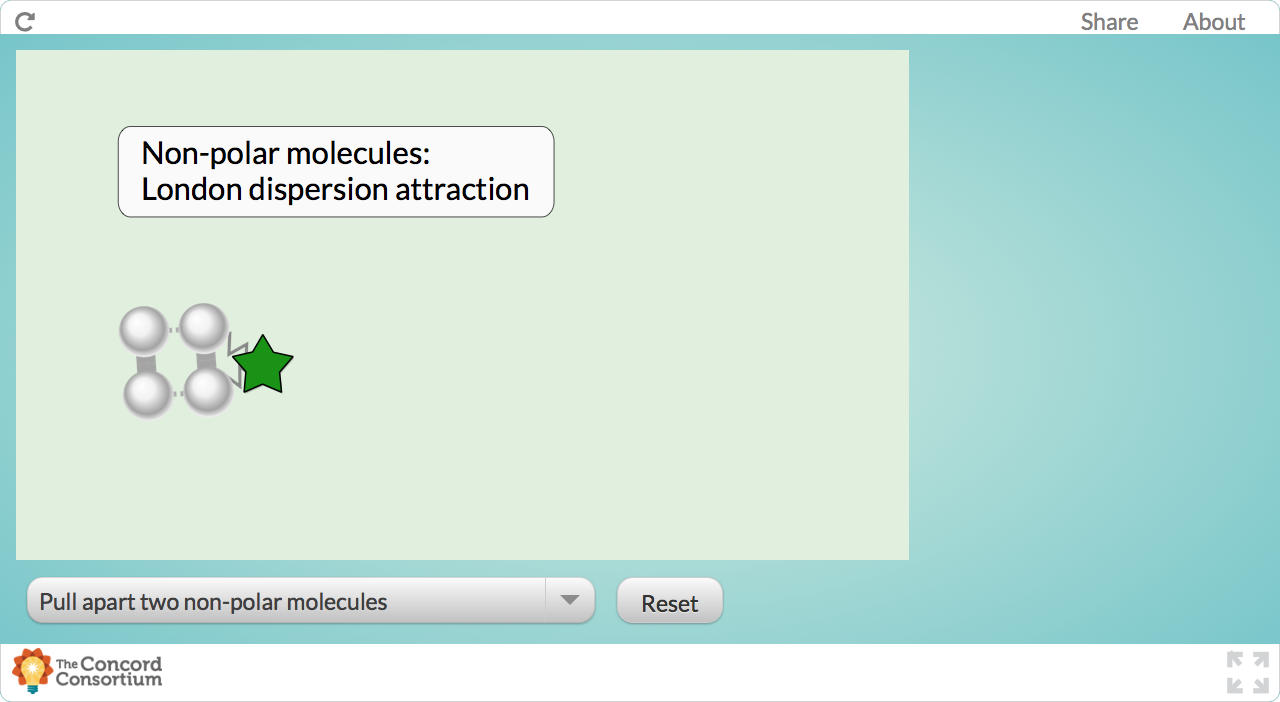 Share About
Non-polar molecules:
London dispersion attraction
Pull apart two non-polar molecules
Reset
The Concord
Consortium